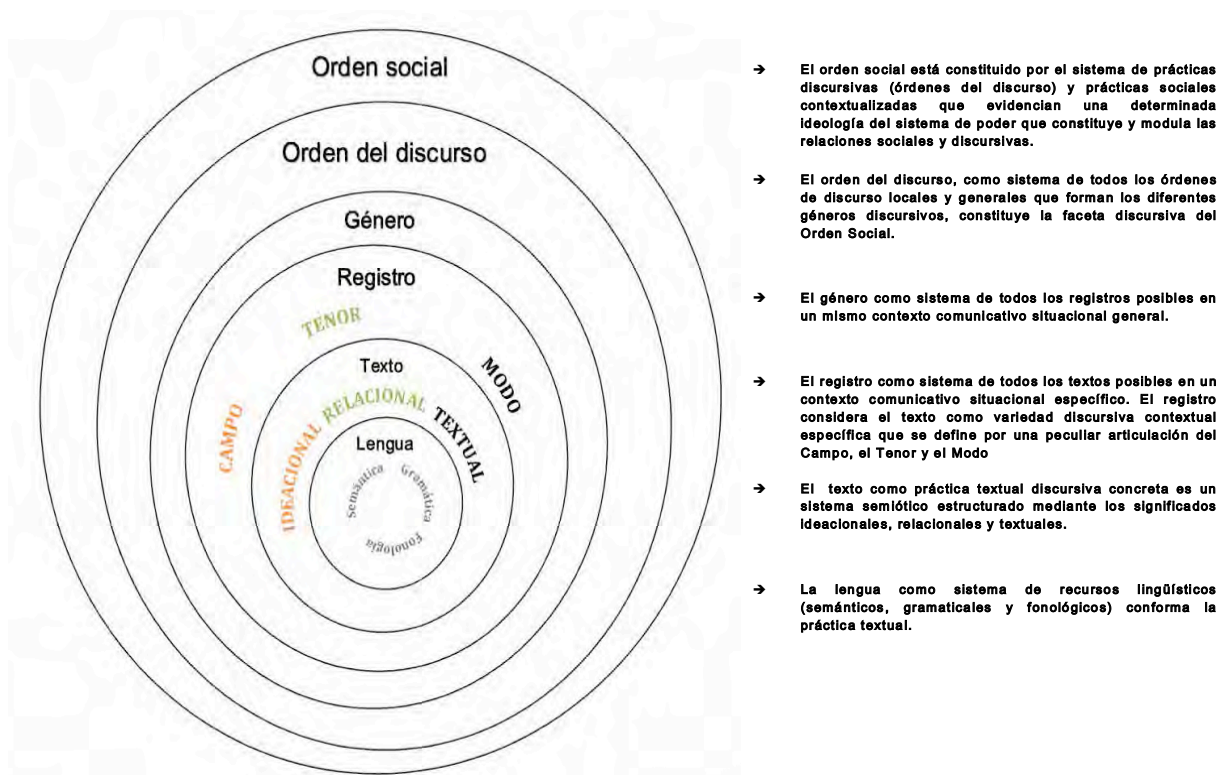 Orden social
Orden del discurso
Género
Registro
TENOR
MODO
CAMPO
Texto
RELACIONAL
TEXTUAL
IDEACIONAL
Lengua
Semántica
Gramática
Fonología
➔ El orden social está constituido por el sistema de prácticas
discursivas (órdenes del discurso) y prácticas sociales
contextualizadas que evidencian una determinada
ideología del sistema de poder que constituye y modula las
relaciones sociales y discursivas.
➔ El orden del discurso, como sistema de todos los órdenes
de discurso locales y generales que forman los diferentes
géneros discursivos, constituye la faceta discursiva del
Orden Social.
➔ El género como sistema de todos los registros posibles en
un mismo contexto comunicativo situacional general.
➔ El registro como sistema de todos los textos posibles en un
contexto comunicativo situacional específico. El registro
considera el texto como variedad discursiva contextual
específica que se define por una peculiar articulación del
Campo, el Tenor y el Modo
➔ El texto como práctica textual discursiva concreta es un
sistema semiótico estructurado mediante los significados
ideacionales, relacionales y textuales.
➔ La lengua como sistema de recursos lingüísticos
(semánticos, gramaticales y fonológicos) conforma la
práctica textual.